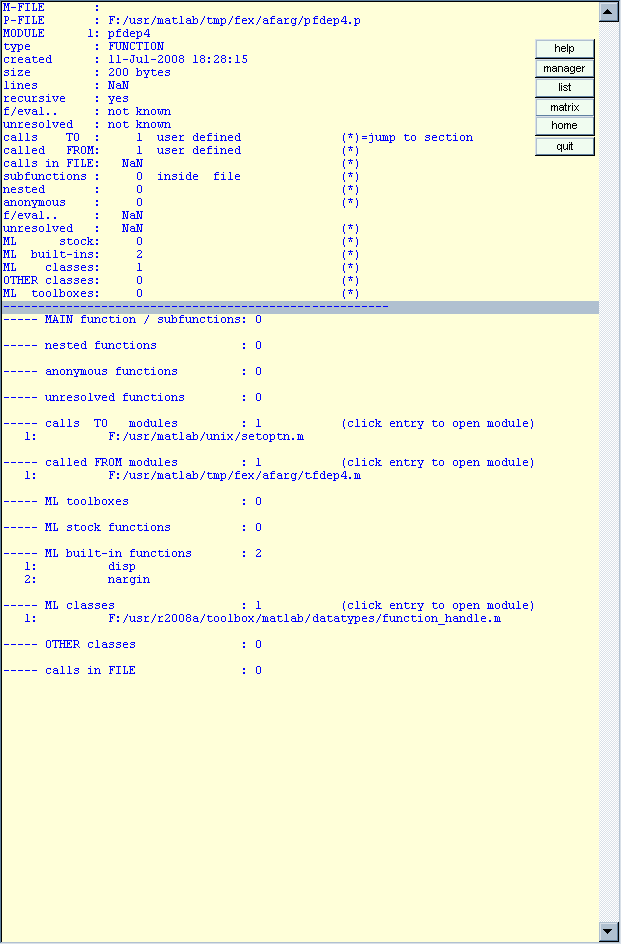 M-FILE       :
P-FILE       : F:/usr/matlab/tmp/fex/afarg/pfdep4.p
MODULE      1: pfdep4
type         : FUNCTION
created      : 11-Jul-2008 18:28:15
size         : 200 bytes
lines        : NaN
recursive    : yes
f/eval..     : not known
unresolved   : not known
calls    TO  :     1  user defined              (*)=jump to section
called   FROM:     1  user defined              (*)
calls in FILE:   NaN                            (*)
subfunctions :     0  inside  file              (*)
nested       :     0                            (*)
anonymous    :     0                            (*)
f/eval..     :   NaN
unresolved   :   NaN                            (*)
ML      stock:     0                            (*)
ML  built-ins:     2                            (*)
ML    classes:     1                            (*)
OTHER classes:     0                            (*)
ML  toolboxes:     0                            (*)
-------------------------------------------------------
----- MAIN function / subfunctions: 0
----- nested functions            : 0
----- anonymous functions         : 0
----- unresolved functions        : 0
----- calls  TO   modules         : 1           (click entry to open module)
1:          F:/usr/matlab/unix/setoptn.m
----- called FROM modules         : 1           (click entry to open module)
1:          F:/usr/matlab/tmp/fex/afarg/tfdep4.m
----- ML toolboxes                : 0
----- ML stock functions          : 0
----- ML built-in functions       : 2
1:          disp
2:          nargin
----- ML classes                  : 1           (click entry to open module)
1:          F:/usr/r2008a/toolbox/matlab/datatypes/function_handle.m
----- OTHER classes               : 0
----- calls in FILE               : 0
help
manager
list
matrix
home
quit